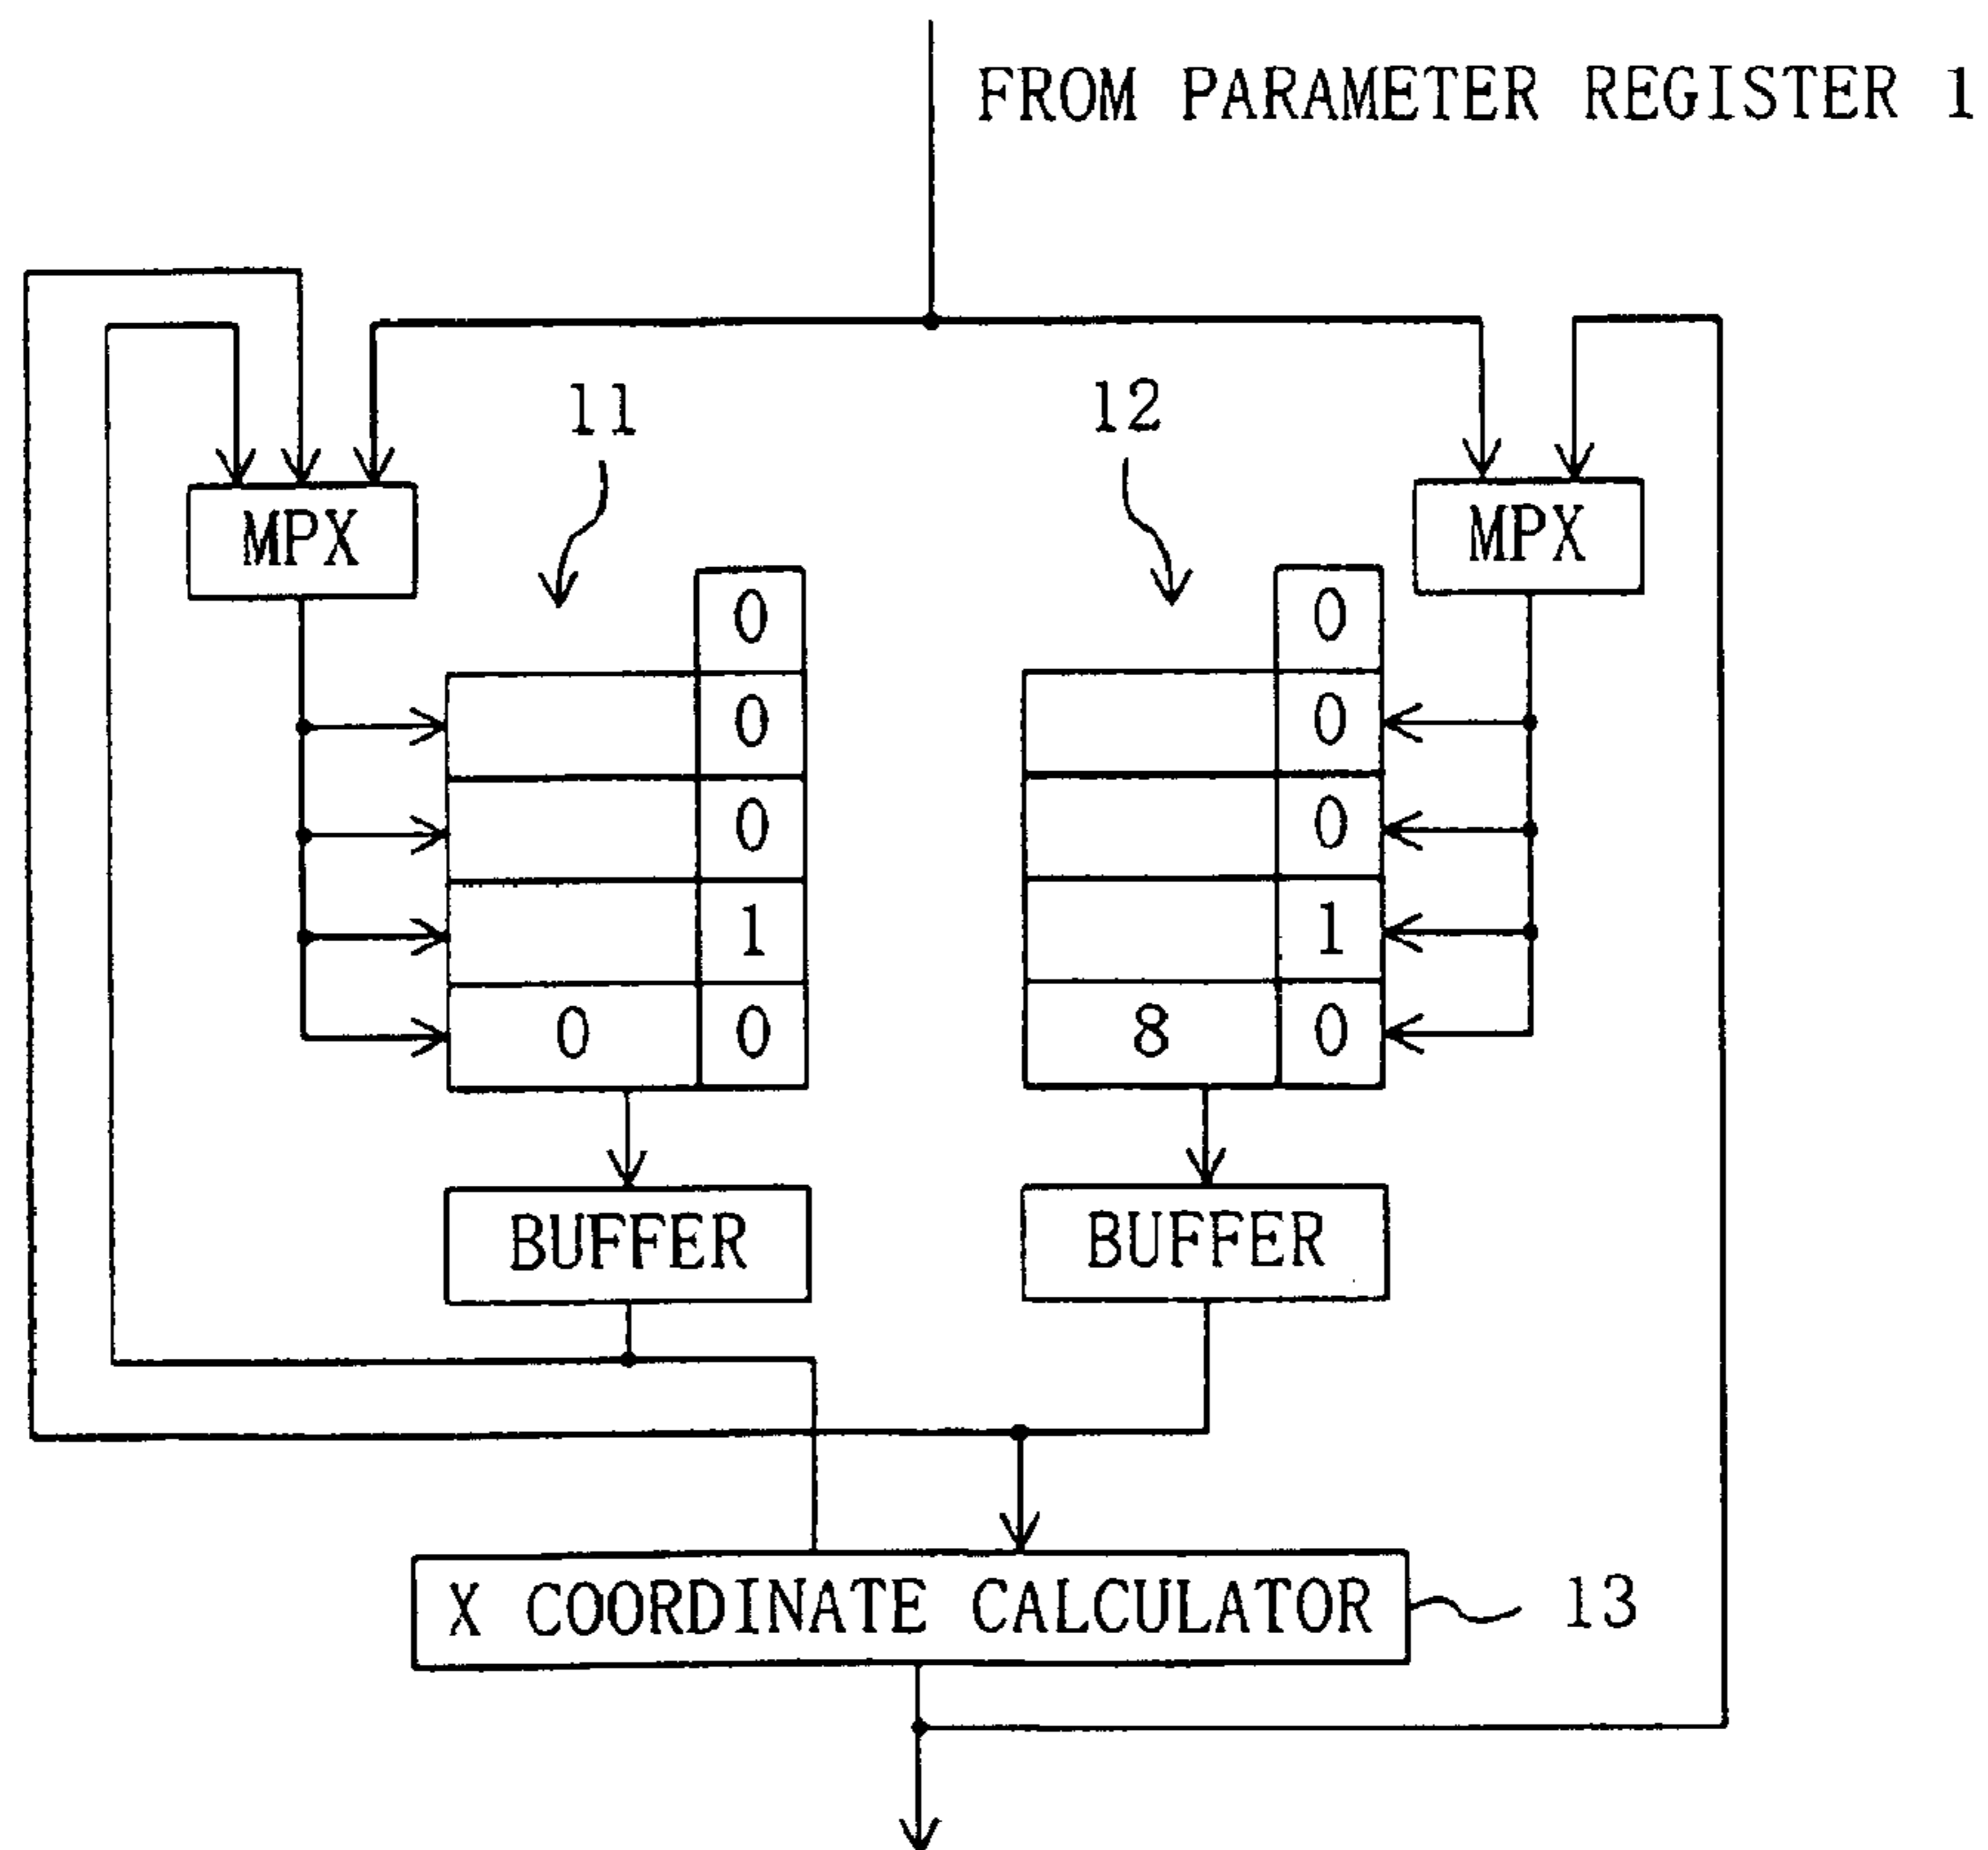 FROM PARAMETER REGISTER 1
11
12
MPX
MPX
0
0
0
0
0
0
1
1
0 0
8 0
BUFFER
BUFFER
X COORDINATE CALCULATOR
13